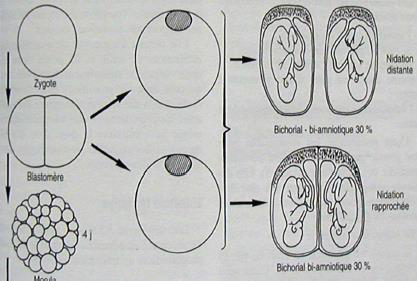 Zygote
Blastomère
4 j
Morula
Nidation
distante
Bichorial - bi-amniotique 30 %
Nidation
rapprochée
Bichorial bi-amniotique 30 %